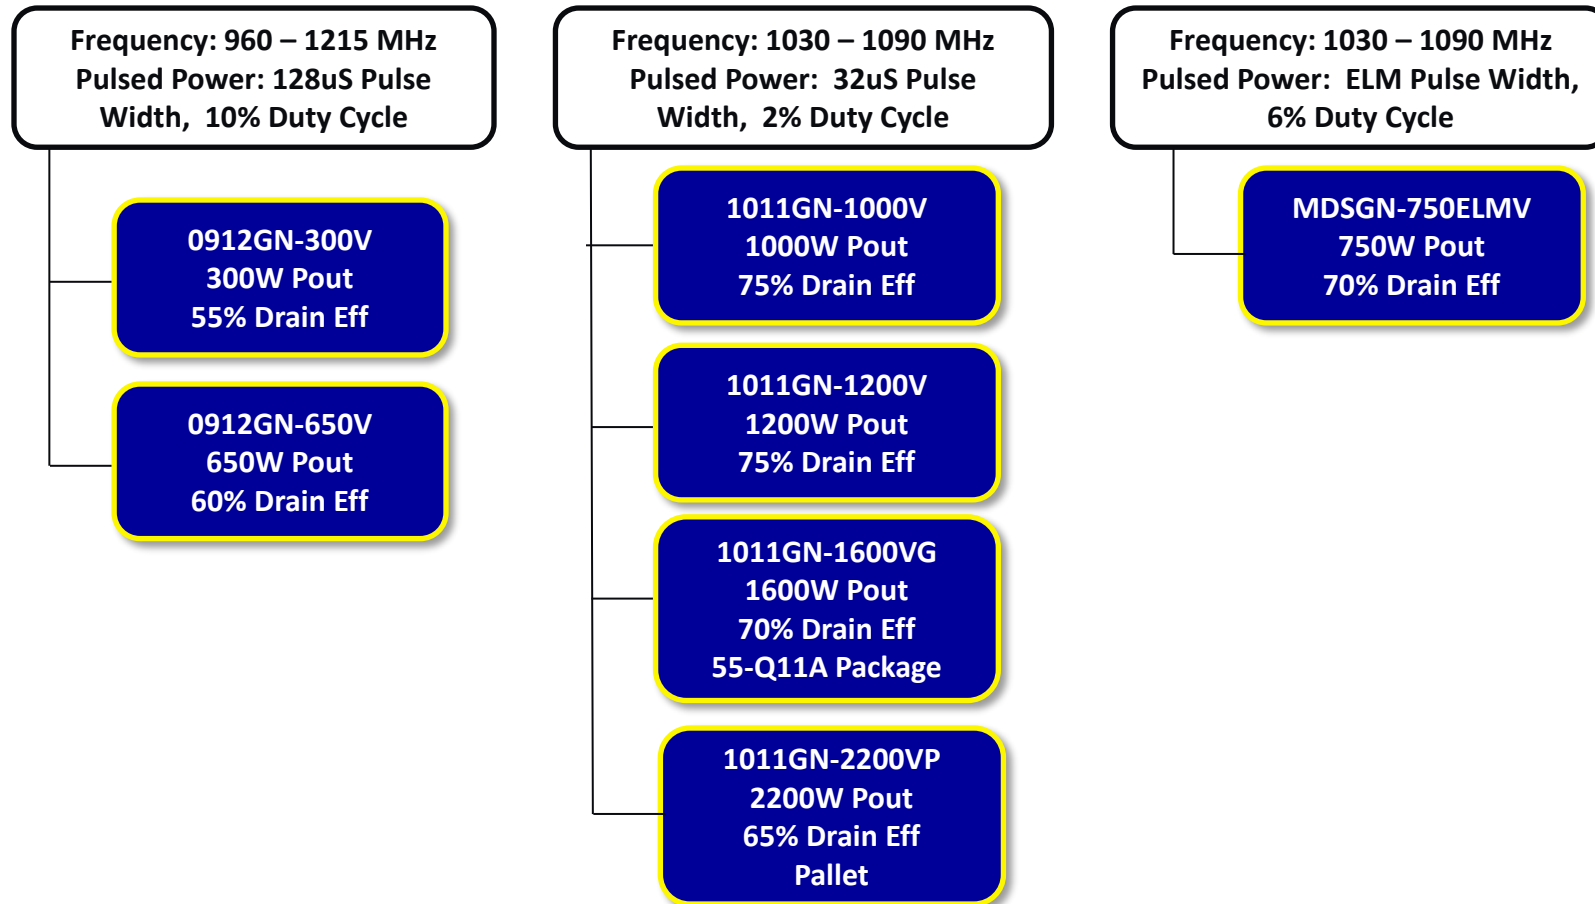 Frequency: 960 – 1215 MHz
Pulsed Power: 128uS Pulse
Width, 10% Duty Cycle
0912GN-300V
300W Pout
55% Drain Eff
0912GN-650V
650W Pout
60% Drain Eff
Frequency: 1030 – 1090 MHz
Pulsed Power: 32uS Pulse
Width, 2% Duty Cycle
1011GN-1000V
1000W Pout
75% Drain Eff
1011GN-1200V
1200W Pout
75% Drain Eff
1011GN-1600VG
1600W Pout
70% Drain Eff
55-Q11A Package
1011GN-2200VP
2200W Pout
65% Drain Eff
Pallet
Frequency: 1030 – 1090 MHz
Pulsed Power: ELM Pulse Width,
6% Duty Cycle
MDSGN-750ELMV
750W Pout
70% Drain Eff